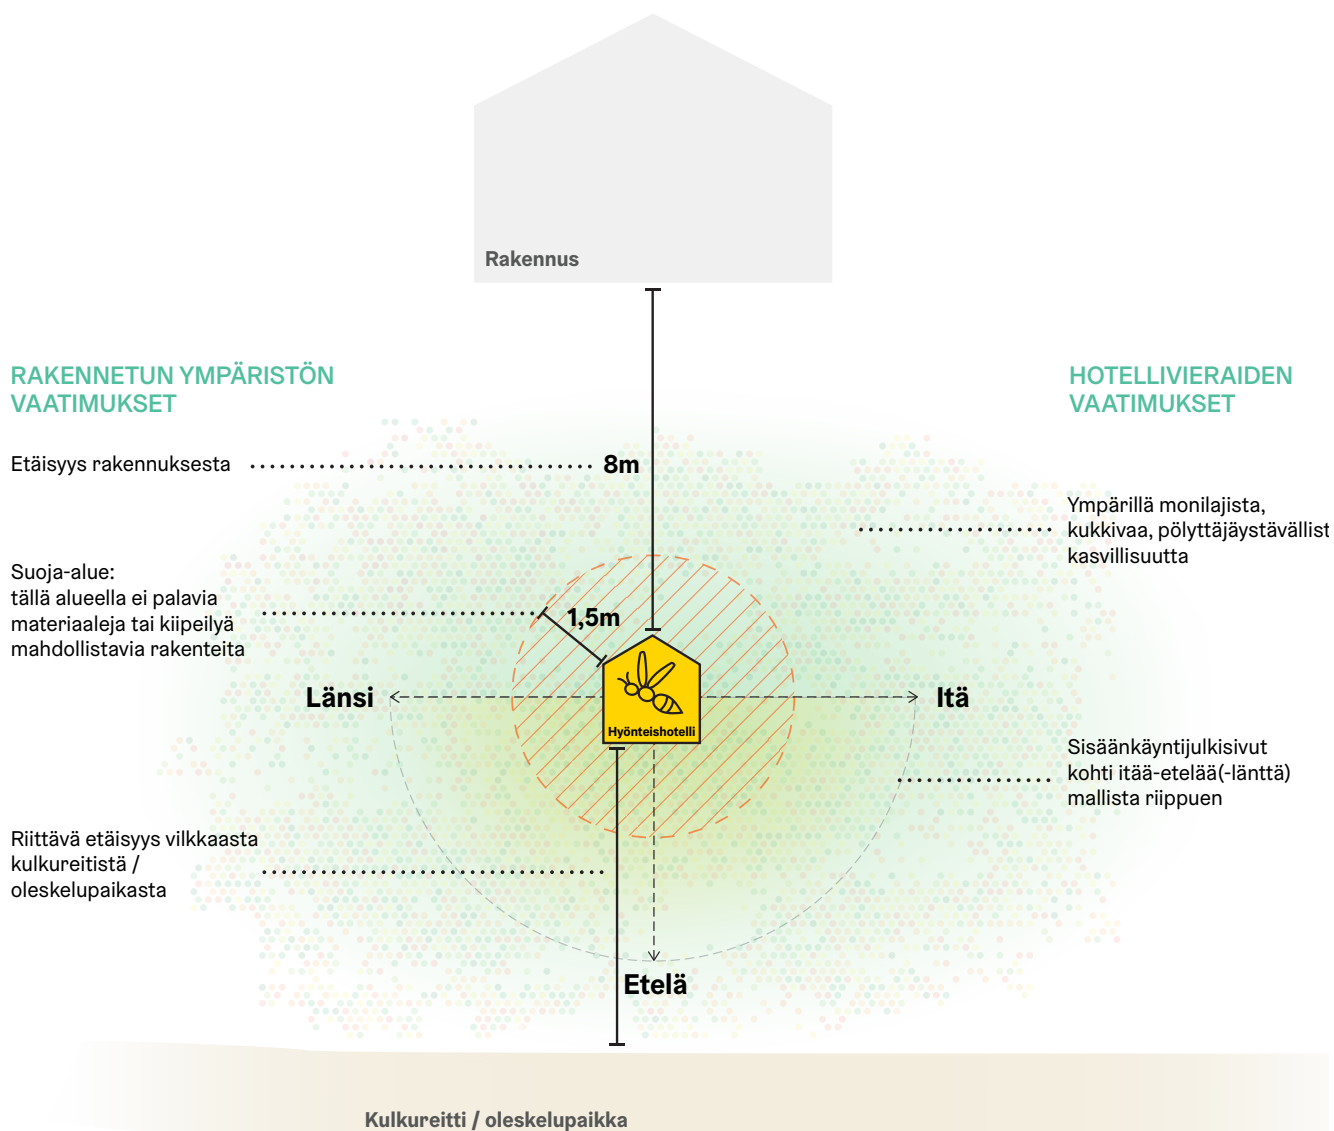 Rakennus
RAKENNETUN YMPÄRISTÖN
VAATIMUKSET
Etäisyys rakennuksesta
8m
Suoja-alue:
tällä alueella ei palavia
materiaaleja tai kiipeilyä
mahdollistavia rakenteita
1,5m
Länsi
Hyönteishotelli
Itä
Riittävä etäisyys vilkkaasta
kulkureitistä /
oleskelupaikasta
Etelä
HOTELLIVIERAIDEN
VAATIMUKSET
Ympärillä monilajista,
kukkivaa, pölyttäjäystävällist
kasvillisuutta
Sisäänkäyntijulkisivut
kohti itää-etelää(-länttä)
mallista riippuen
Kulkureitti / oleskelupaikka